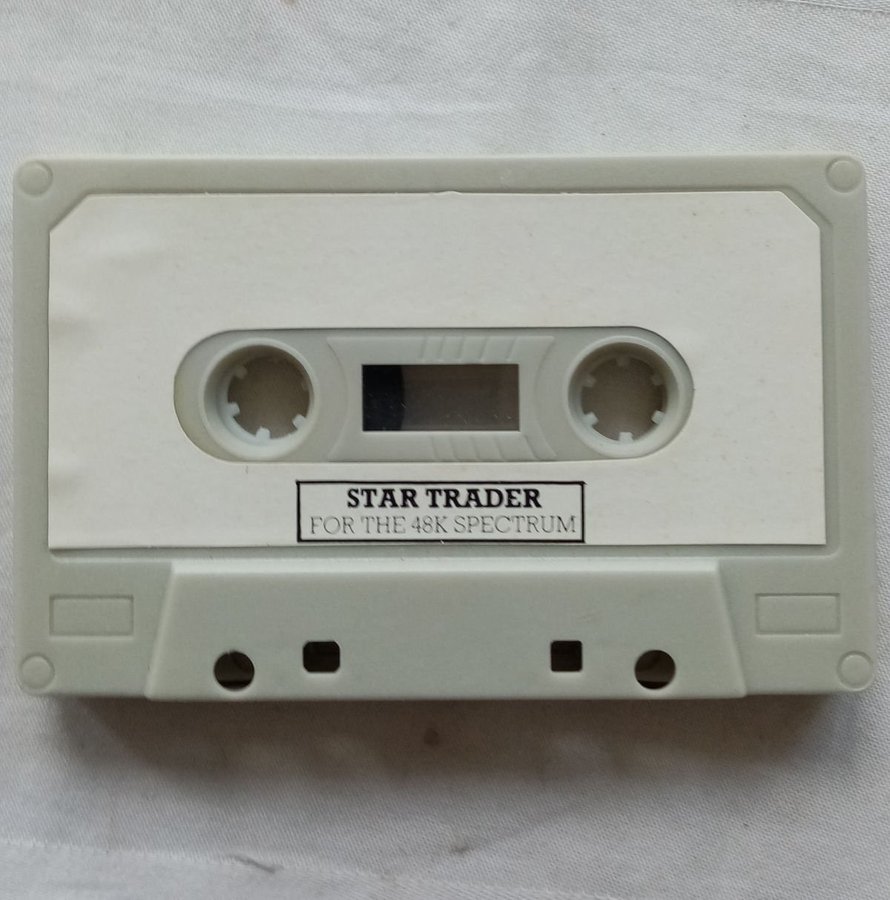 STAR TRADER
FOR THE 48K SPECTRUM